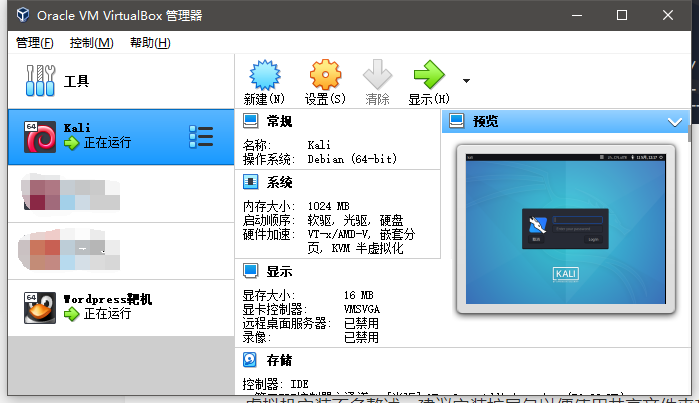 Oracle VM VirtualBox 管理器
管理(F) 控制(M) 帮助(H)
工具
新建(N) 设置(S) 清除 显示(H)
64
Kali
正在运行
64
Wordpress靶机
正在运行
常规
名称: Kali
操作系统: Debian (64-bit)
系统
内存大小: 1024 MB
启动顺序: 软驱, 光驱, 硬盘
硬件加速: VT-x/AMD-V, 嵌套分
页, KVM 半虚拟化
显示
显存大小: 16 MB
显卡控制器: VMSVGA
远程桌面服务器: 已禁用
录像: 已禁用
存储
控制器: IDE
预览
KALI